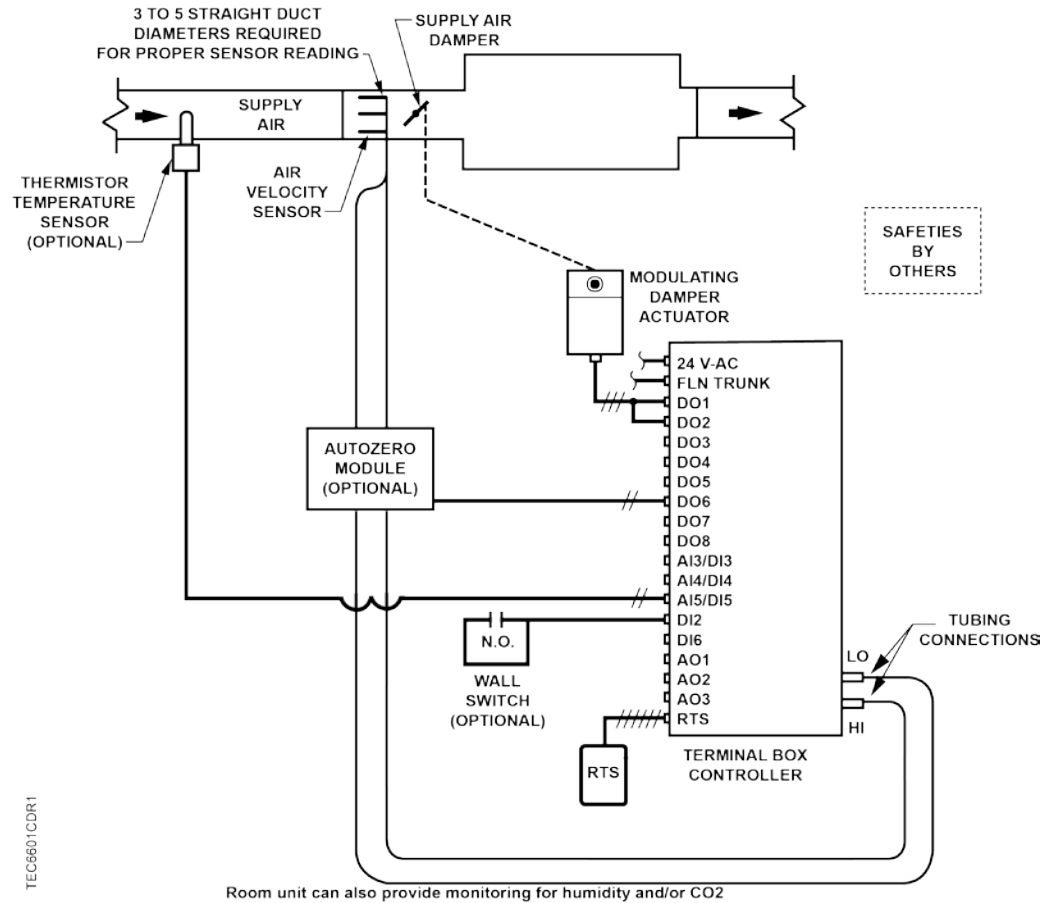 3 TO 5 STRAIGHT DUCT
DIAMETERS REQUIRED
FOR PROPER SENSOR READING
SUPPLY AIR
DAMPER
SUPPLY
AIR
THERMISTOR
TEMPERATURE
SENSOR
(OPTIONAL)
AIR
VELOCITY
SENSOR
SAFETIES
BY
OTHERS
MODULATING
DAMPER
ACTUATOR
24 V-AC
FLN TRUNK
DO1
DO2
DO3
DO4
DO5
DO6
DO7
DO8
AI3/DI3
AI4/DI4
AI5/DI5
DI2
DI6
AO1
AO2
AO3
RTS
AUTOZERO
MODULE
(OPTIONAL)
N.O.
WALL
SWITCH
(OPTIONAL)
TUBING
CONNECTIONS
LO
HI
RTS
TERMINAL BOX
CONTROLLER
TEC6601CDR1
Room unit can also provide monitoring for humidity and/or CO2